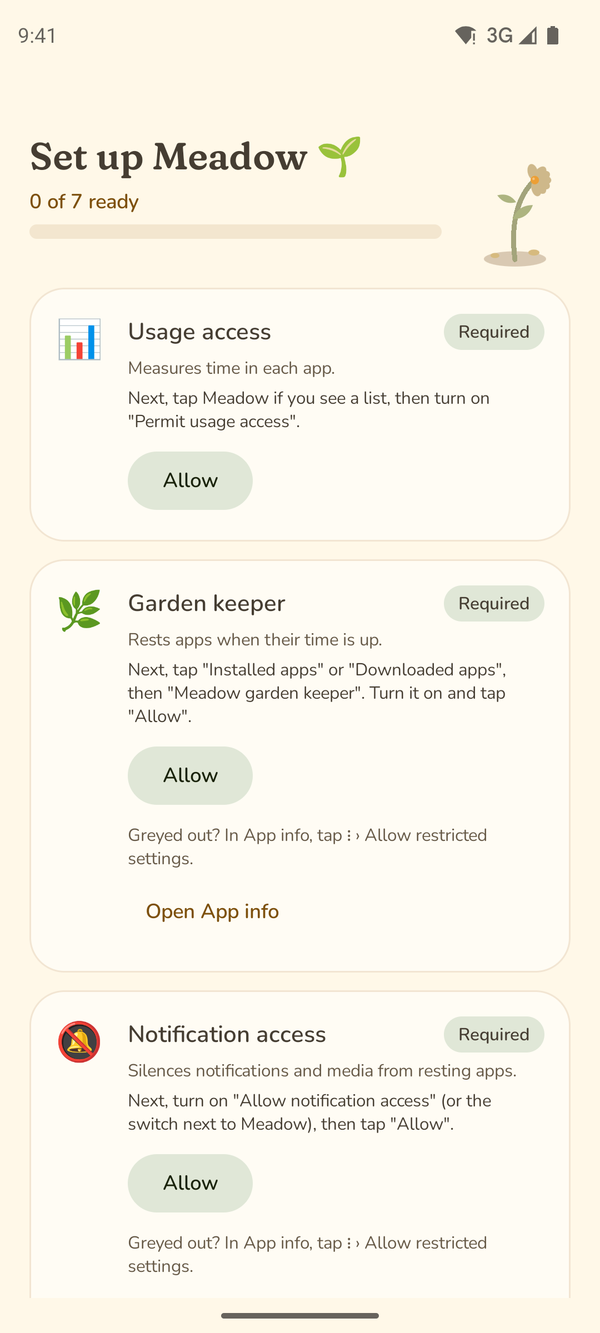 9:41
3G
Set up Meadow 🌱
0 of 7 ready
Usage access
Required
Measures time in each app.
Next, tap Meadow if you see a list, then turn on
"Permit usage access".
Allow
Garden keeper
Required
Rests apps when their time is up.
Next, tap "Installed apps" or "Downloaded apps",
then "Meadow garden keeper". Turn it on and tap
"Allow".
Allow
Greyed out? In App info, tap ⋮ › Allow restricted
settings.
Open App info
Notification access
Required
Silences notifications and media from resting apps.
Next, turn on "Allow notification access" (or the
switch next to Meadow), then tap "Allow".
Allow
Greyed out? In App info, tap ⋮ › Allow restricted
settings.